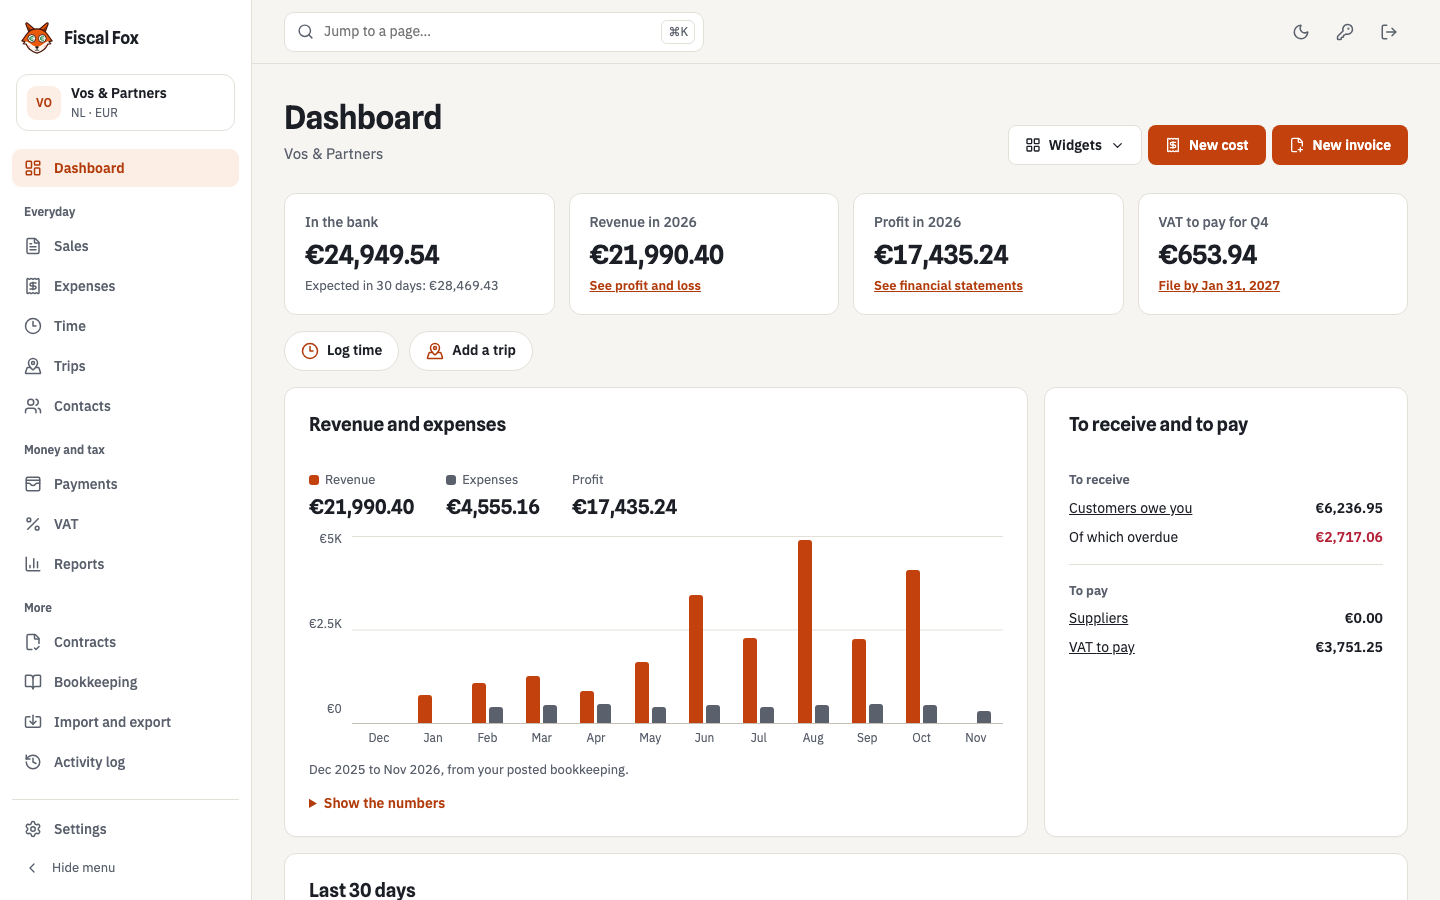 Fiscal Fox
VO
Vos & Partners
NL · EUR
Dashboard
Everyday
Sales
Expenses
Time
Trips
Contacts
Money and tax
Payments
VAT
Reports
More
Contracts
Bookkeeping
Import and export
Activity log
Settings
Hide menu
Jump to a page...
⌘K
Dashboard
Vos & Partners
Widgets
New cost
New invoice
In the bank
€24,949.54
Expected in 30 days: €28,469.43
Revenue in 2026
€21,990.40
See profit and loss
Profit in 2026
€17,435.24
See financial statements
VAT to pay for Q4
€653.94
File by Jan 31, 2027
Log time
Add a trip
Revenue and expenses
Revenue
€21,990.40
Expenses
€4,555.16
Profit
€17,435.24
€5K
€2.5K
€0
Dec Jan Feb Mar Apr May Jun Jul Aug Sep Oct Nov
Dec 2025 to Nov 2026, from your posted bookkeeping.
Show the numbers
To receive and to pay
To receive
Customers owe you €6,236.95
Of which overdue €2,717.06
To pay
Suppliers €0.00
VAT to pay €3,751.25
Last 30 days